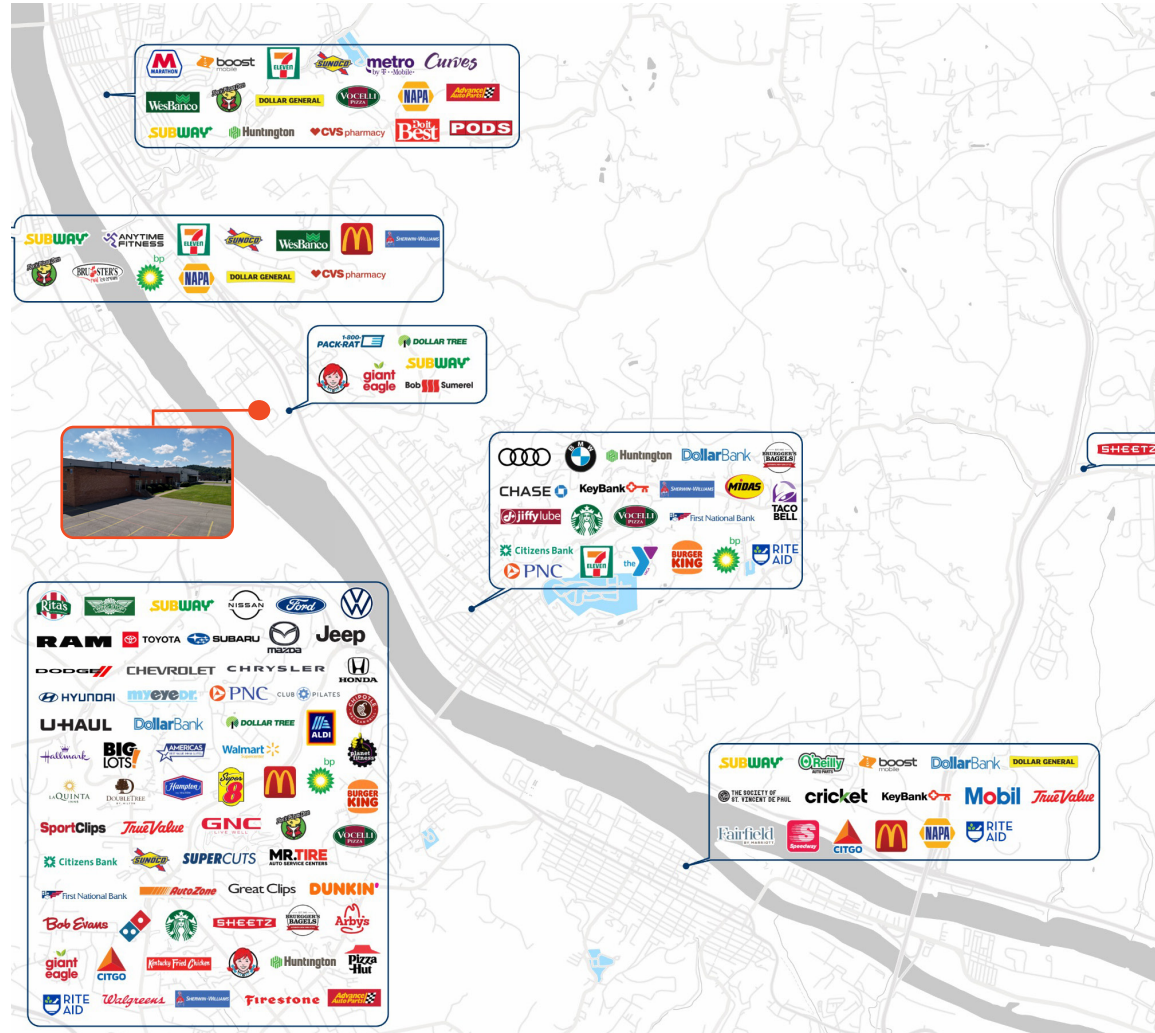 M MARATHON boost mobile 7 ELEVEN SUNOCO metro by T-Mobile Curves
WesBanco DOLLAR GENERAL VOCELLI PIZZA NAPA Advance Auto Parts
SUBWAY Huntington CVS pharmacy Do it Best PODS
SUBWAY ANYTIME FITNESS 7 ELEVEN SUNOCO WesBanco M SHERWIN-WILLIAMS
BRUSTER'S bp NAPA DOLLAR GENERAL CVS pharmacy
1-800-PACK-RAT DOLLAR TREE
giant eagle SUBWAY Bob Sumerel
SHEETZ
BMW Huntington DollarBank BRUEGGER'S BAGELS
CHASE KeyBank SHERWIN-WILLIAMS MIDAS TACO BELL
jiffylube VOCELLI PIZZA First National Bank
Citizens Bank 7 ELEVEN the Y BURGER KING bp RITE AID
PNC
Rita's SUBWAY NISSAN Ford VW
RAM TOYOTA SUBARU mazda Jeep
DODGE CHEVROLET CHRYSLER HONDA
HYUNDAI myeyedr. PNC CLUB PILATES CHIPOTLE
U-HAUL DollarBank DOLLAR TREE ALDI
Hallmark BIG LOTS! AMERICAS Walmart planet fitness
LAQUINTA DOUBLETREE Hampton Super 8 M bp BURGER KING
SportClips True Value GNC LIVE WELL VOCELLI PIZZA
Citizens Bank SUNOCO SUPERCUTS MR.TIRE AUTO SERVICE CENTERS
First National Bank AutoZone Great Clips DUNKIN'
Bob Evans SHEETZ BRUEGGER'S BAGELS Arby's
giant eagle CITGO Kentucky Fried Chicken Huntington Pizza Hut
RITE AID Walgreens SHERWIN-WILLIAMS Firestone Advance Auto Parts
SUBWAY O'Reilly AUTO PARTS boost mobile DollarBank DOLLAR GENERAL
THE SOCIETY OF ST. VINCENT DE PAUL cricket KeyBank Mobil True Value
Fairfield BY MARRIOTT Speedway CITGO M NAPA RITE AID